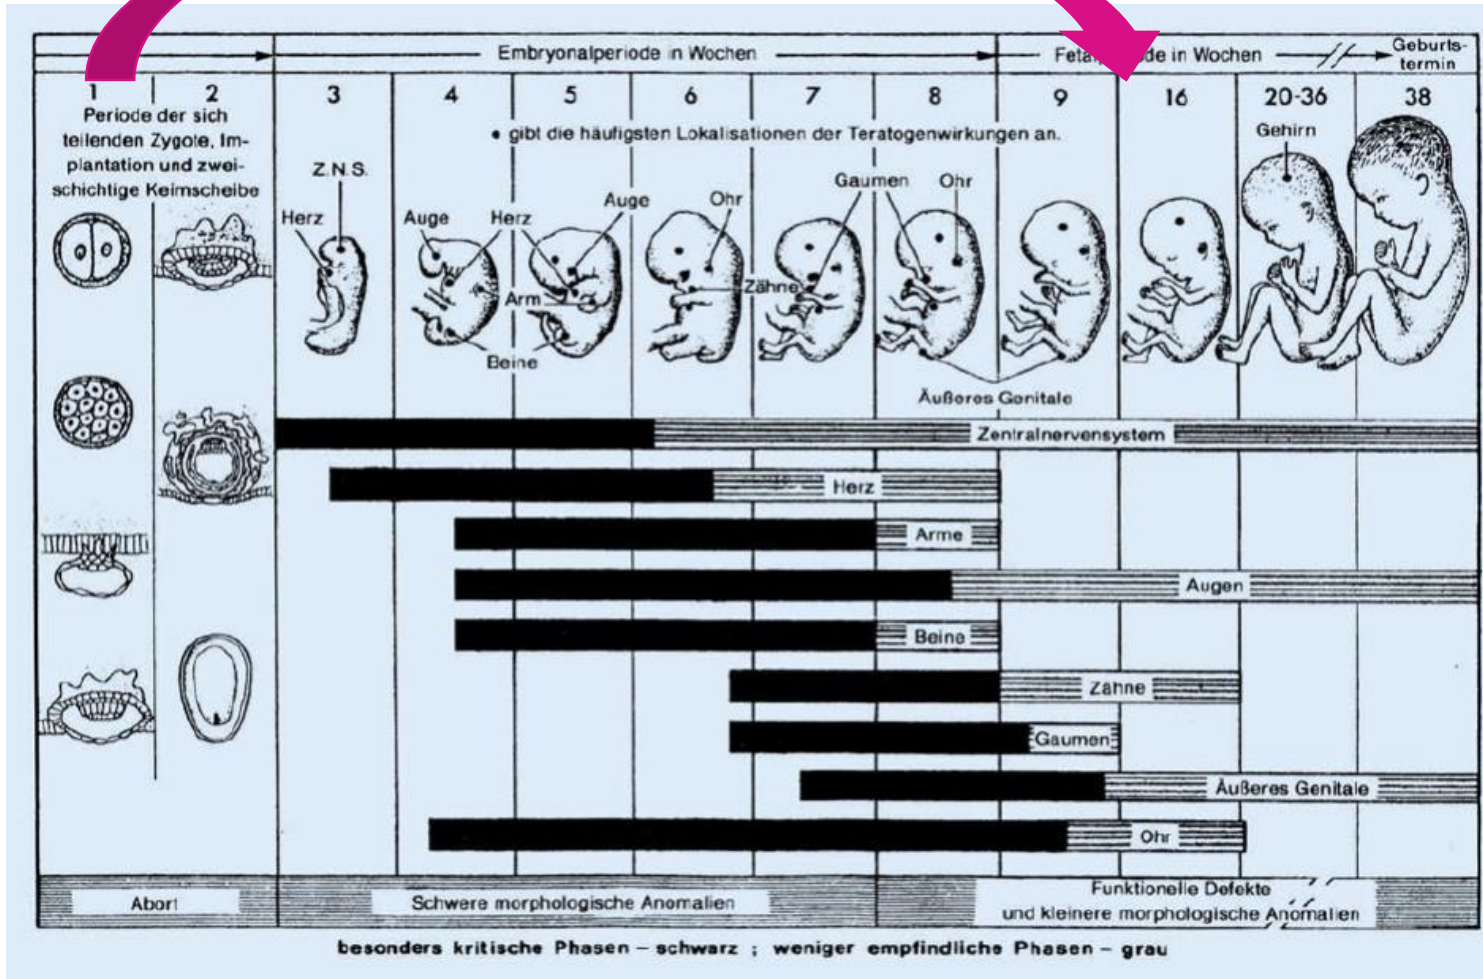 Embryonalperiode in Wochen
in Wochen
Geburts-
termin
1
2
3
4
5
6
7
8
9
16
20-36
38
Periode der sich
teilenden Zygote, Im-
plantation und zwei-
schichtige Keimscheibe
• gibt die häufigsten Lokalisationen der Teratogenwirkungen an.
Gehirn
Z.N.S.
Herz
Auge
Herz
Auge
Ohr
Gaumen
Ohr
Arm
Zähne
Beine
Äußeres Genitale
Zentralnervensystem
Herz
Arme
Augen
Beine
Zähne
Gaumen
Äußeres Genitale
Ohr
Abort
Schwere morphologische Anomalien
Funktionelle Defekte
und kleinere morphologische Anomalien
besonders kritische Phasen – schwarz ; weniger empfindliche Phasen – grau